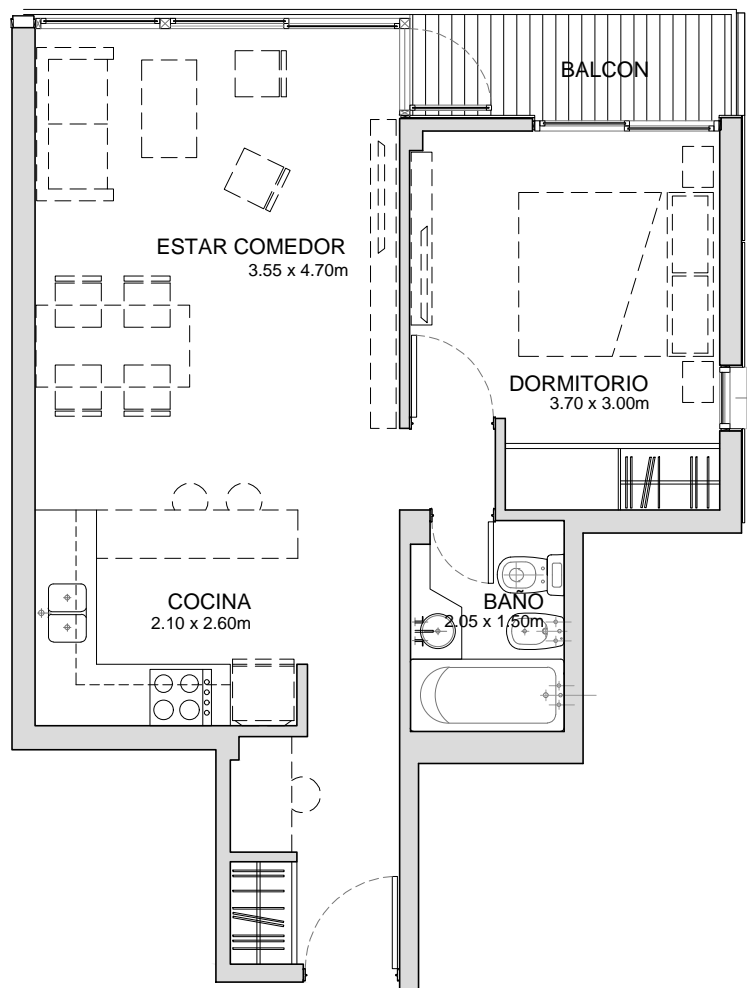 BALCON
ESTAR COMEDOR
3.55 x 4.70m
DORMITORIO
3.70 x 3.00m
COCINA
2.10 x 2.60m
BAÑO
2.05 x 1.50m